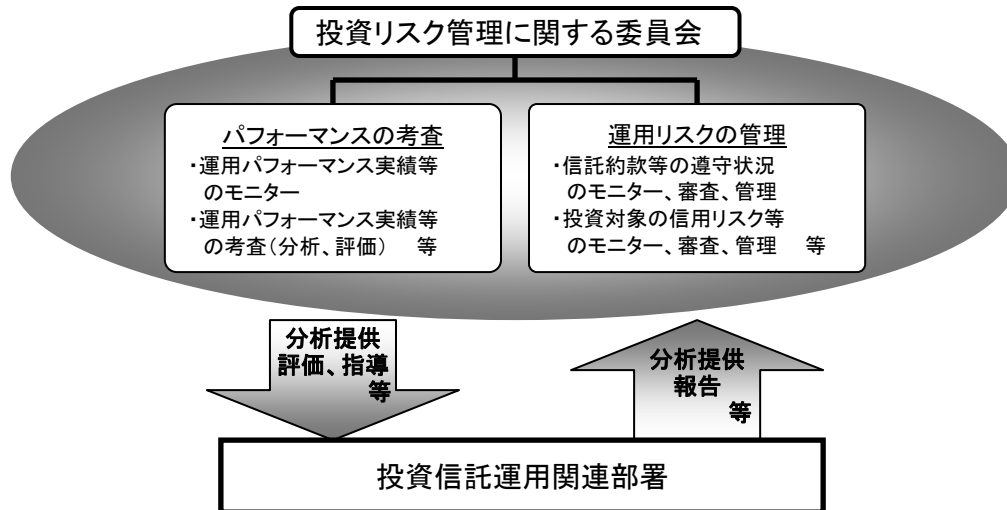 投資リスク管理に関する委員会
パフォーマンスの考査
・運用パフォーマンス実績等
のモニター
・運用パフォーマンス実績等
の考査(分析、評価)　等
運用リスクの管理
・信託約款等の遵守状況
のモニター、審査、管理
・投資対象の信用リスク等
のモニター、審査、管理　等
分析提供
評価、指導
等
分析提供
報告
等
投資信託運用関連部署